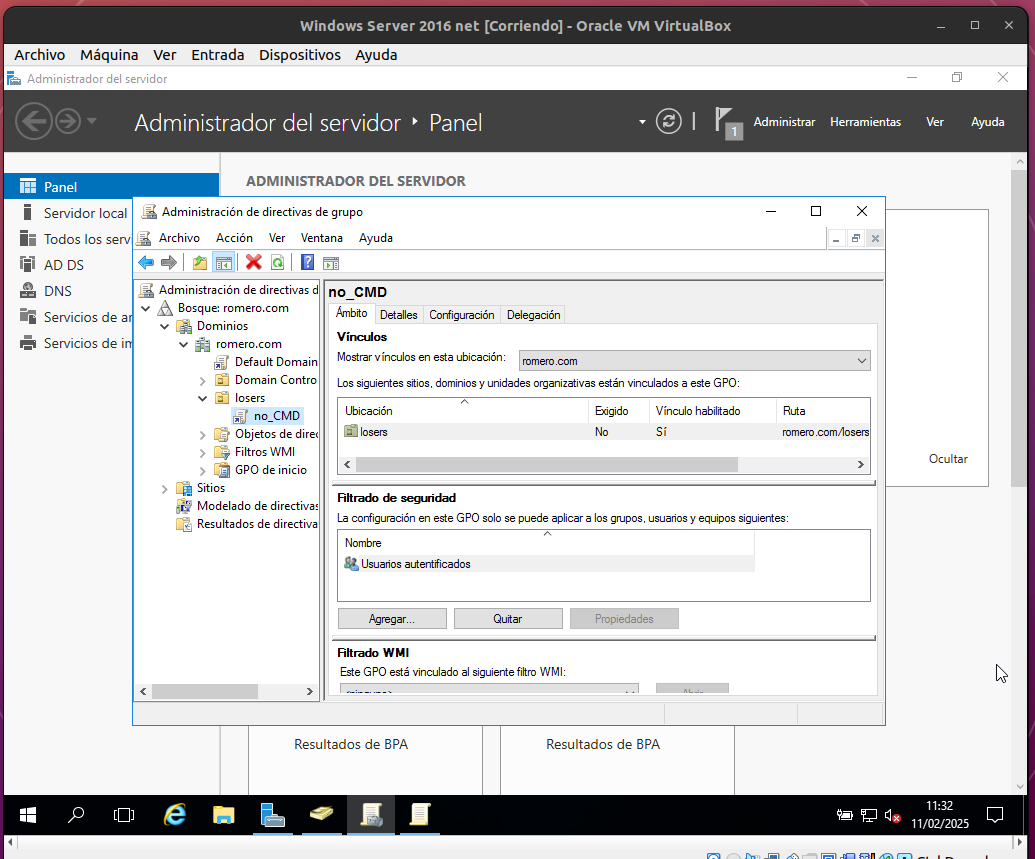 Windows Server 2016 net [Corriendo] - Oracle VM VirtualBox
Archivo Máquina Ver Entrada Dispositivos Ayuda
Administrador del servidor
Administrador del servidor Panel
1 Administrar Herramientas Ver Ayuda
Panel
Servidor local
Todos los serv
AD DS
DNS
Servicios de ar
Servicios de im
ADMINISTRADOR DEL SERVIDOR
Administración de directivas de grupo
Archivo Acción Ver Ventana Ayuda
Administración de directivas d
Bosque: romero.com
Dominios
romero.com
Default Domain
Domain Contro
losers
no_CMD
Objetos de direc
Filtros WMI
GPO de inicio
Sitios
Modelado de directivas
Resultados de directiva
no_CMD
Ámbito Detalles Configuración Delegación
Vínculos
Mostrar vínculos en esta ubicación: romero.com
Los siguientes sitios, dominios y unidades organizativas están vinculados a este GPO:
Ubicación Exigido Vínculo habilitado Ruta
losers No Sí romero.com/losers
Filtrado de seguridad
La configuración en este GPO solo se puede aplicar a los grupos, usuarios y equipos siguientes:
Nombre
Usuarios autentificados
Agregar... Quitar Propiedades
Filtrado WMI
Este GPO está vinculado al siguiente filtro WMI:
Ocultar
Resultados de BPA
Resultados de BPA
11:32
11/02/2025